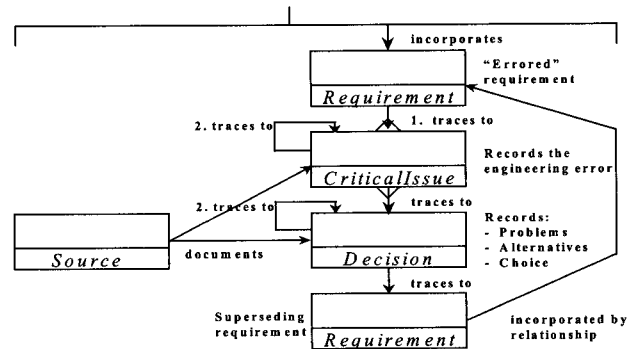 incorporates
"Errored"
requirement
Requirement
2. traces to
1. traces to
Records the
engineering error
CriticalIssue
2. traces to
traces to
Records:
- Problems
- Alternatives
- Choice
Source
documents
Decision
traces to
Superseding
requirement
Requirement
incorporated by
relationship